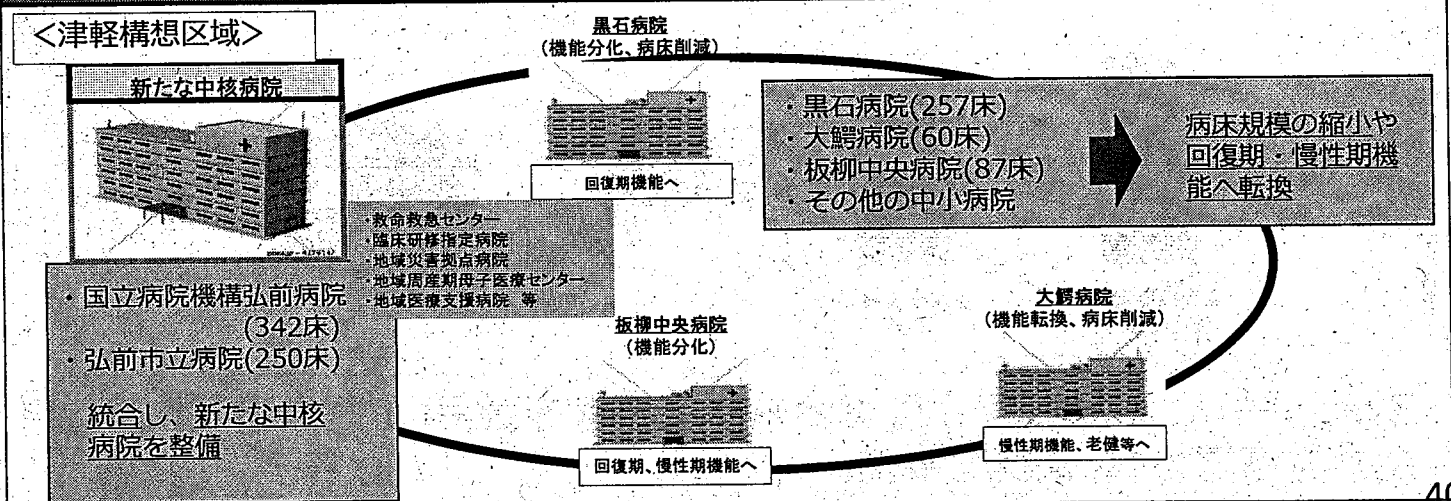 <津軽構想区域>
新たな中核病院
・国立病院機構弘前病院
(342床)
・弘前市立病院(250床)
統合し、新たな中核
病院を整備
・救命救急センター
・臨床研修指定病院
・地域災害拠点病院
・地域周産期母子医療センター
・地域医療支援病院 等
黒石病院
(機能分化、病床削減)
回復期機能へ
・黒石病院(257床)
・大鰐病院(60床)
・板柳中央病院(87床)
・その他の中小病院
病床規模の縮小や
回復期・慢性期機
能へ転換
板柳中央病院
(機能分化)
回復期、慢性期機能へ
大鰐病院
(機能転換、病床削減)
慢性期機能、老健等へ